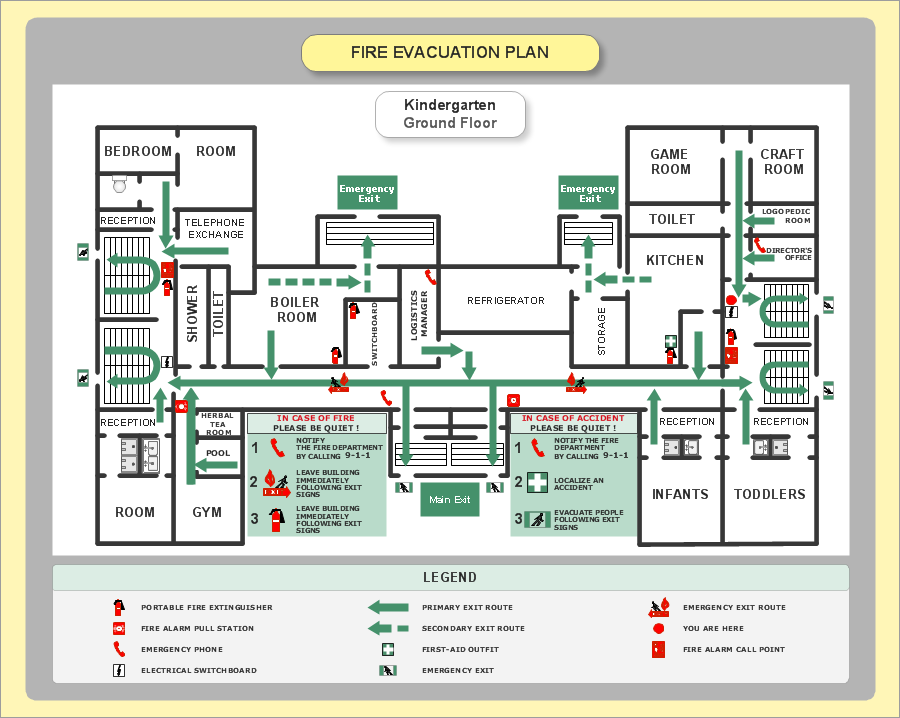 FIRE EVACUATION PLAN
Kindergarten
Ground Floor
BEDROOM
ROOM
GAME
ROOM
CRAFT
ROOM
Emergency
Exit
Emergency
Exit
RECEPTION
TELEPHONE
EXCHANGE
TOILET
LOGOPEDIC
ROOM
DIRECTOR'S
OFFICE
KITCHEN
SHOWER
TOILET
BOILER
ROOM
SWITCHBOARD
LOGISTICS
MANAGER
REFRIGERATOR
STORAGE
RECEPTION
HERBAL
TEA
ROOM
POOL
ROOM
GYM
IN CASE OF FIRE
PLEASE BE QUIET !
1
NOTIFY
THE FIRE DEPARTMENT
BY CALLING 9-1-1
2
LEAVE BUILDING
IMMEDIATELY
FOLLOWING EXIT
SIGNS
3
LEAVE BUILDING
IMMEDIATELY
FOLLOWING EXIT
SIGNS
Main Exit
IN CASE OF ACCIDENT
PLEASE BE QUIET !
1
NOTIFY THE FIRE
DEPARTMENT
BY CALLING 9-1-1
2
LOCALIZE AN
ACCIDENT
3
EVACUATE PEOPLE
FOLLOWING EXIT
SIGNS
RECEPTION
RECEPTION
INFANTS
TODDLERS
LEGEND
PORTABLE FIRE EXTINGUISHER
FIRE ALARM PULL STATION
EMERGENCY PHONE
ELECTRICAL SWITCHBOARD
PRIMARY EXIT ROUTE
SECONDARY EXIT ROUTE
FIRST-AID OUTFIT
EMERGENCY EXIT
EMERGENCY EXIT ROUTE
YOU ARE HERE
FIRE ALARM CALL POINT